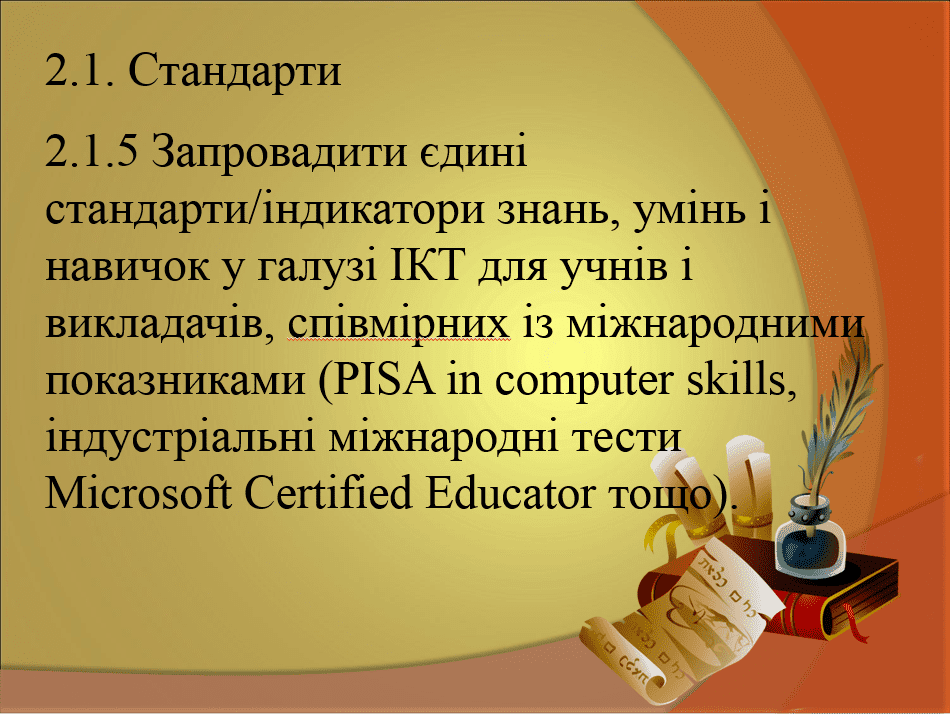 2.1. Стандарти
2.1.5 Запровадити єдині
стандарти/індикатори знань, умінь і
навичок у галузі ІКТ для учнів і
викладачів, співмірних із міжнародними
показниками (PISA in computer skills,
індустріальні міжнародні тести
Microsoft Certified Educator тощо).